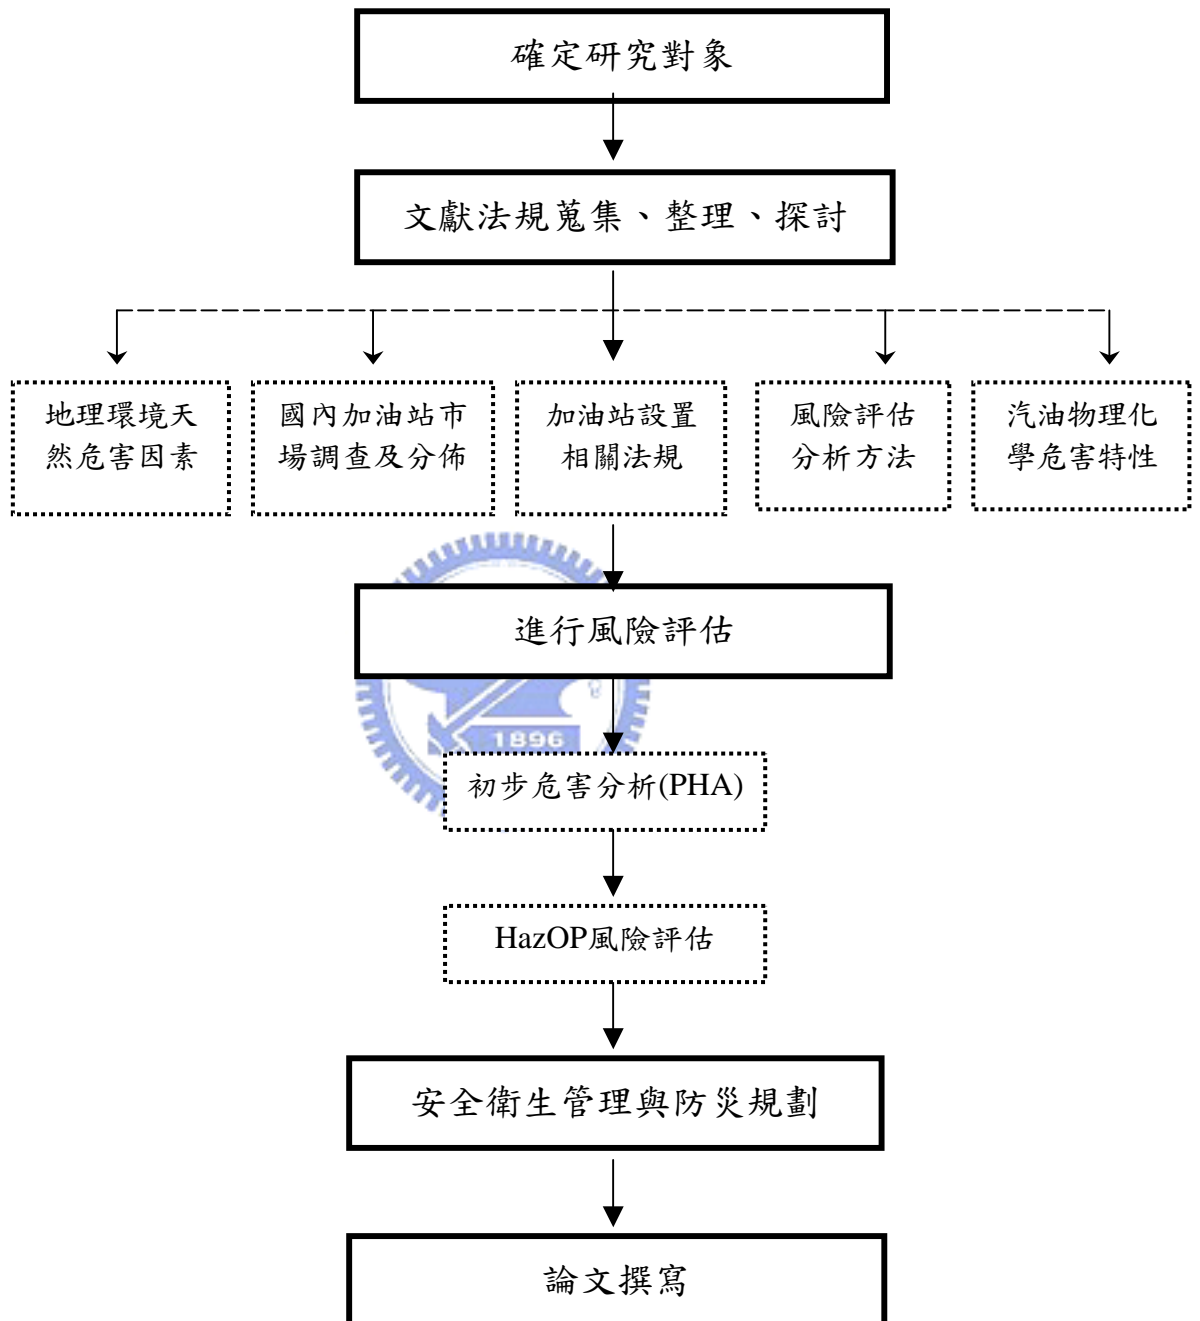 確定研究對象
文獻法規蒐集、整理、探討
地理環境天
然危害因素
國內加油站市
場調查及分佈
加油站設置
相關法規
風險評估
分析方法
汽油物理化
學危害特性
進行風險評估
1896
初步危害分析(PHA)
HazOP風險評估
安全衛生管理與防災規劃
論文撰寫